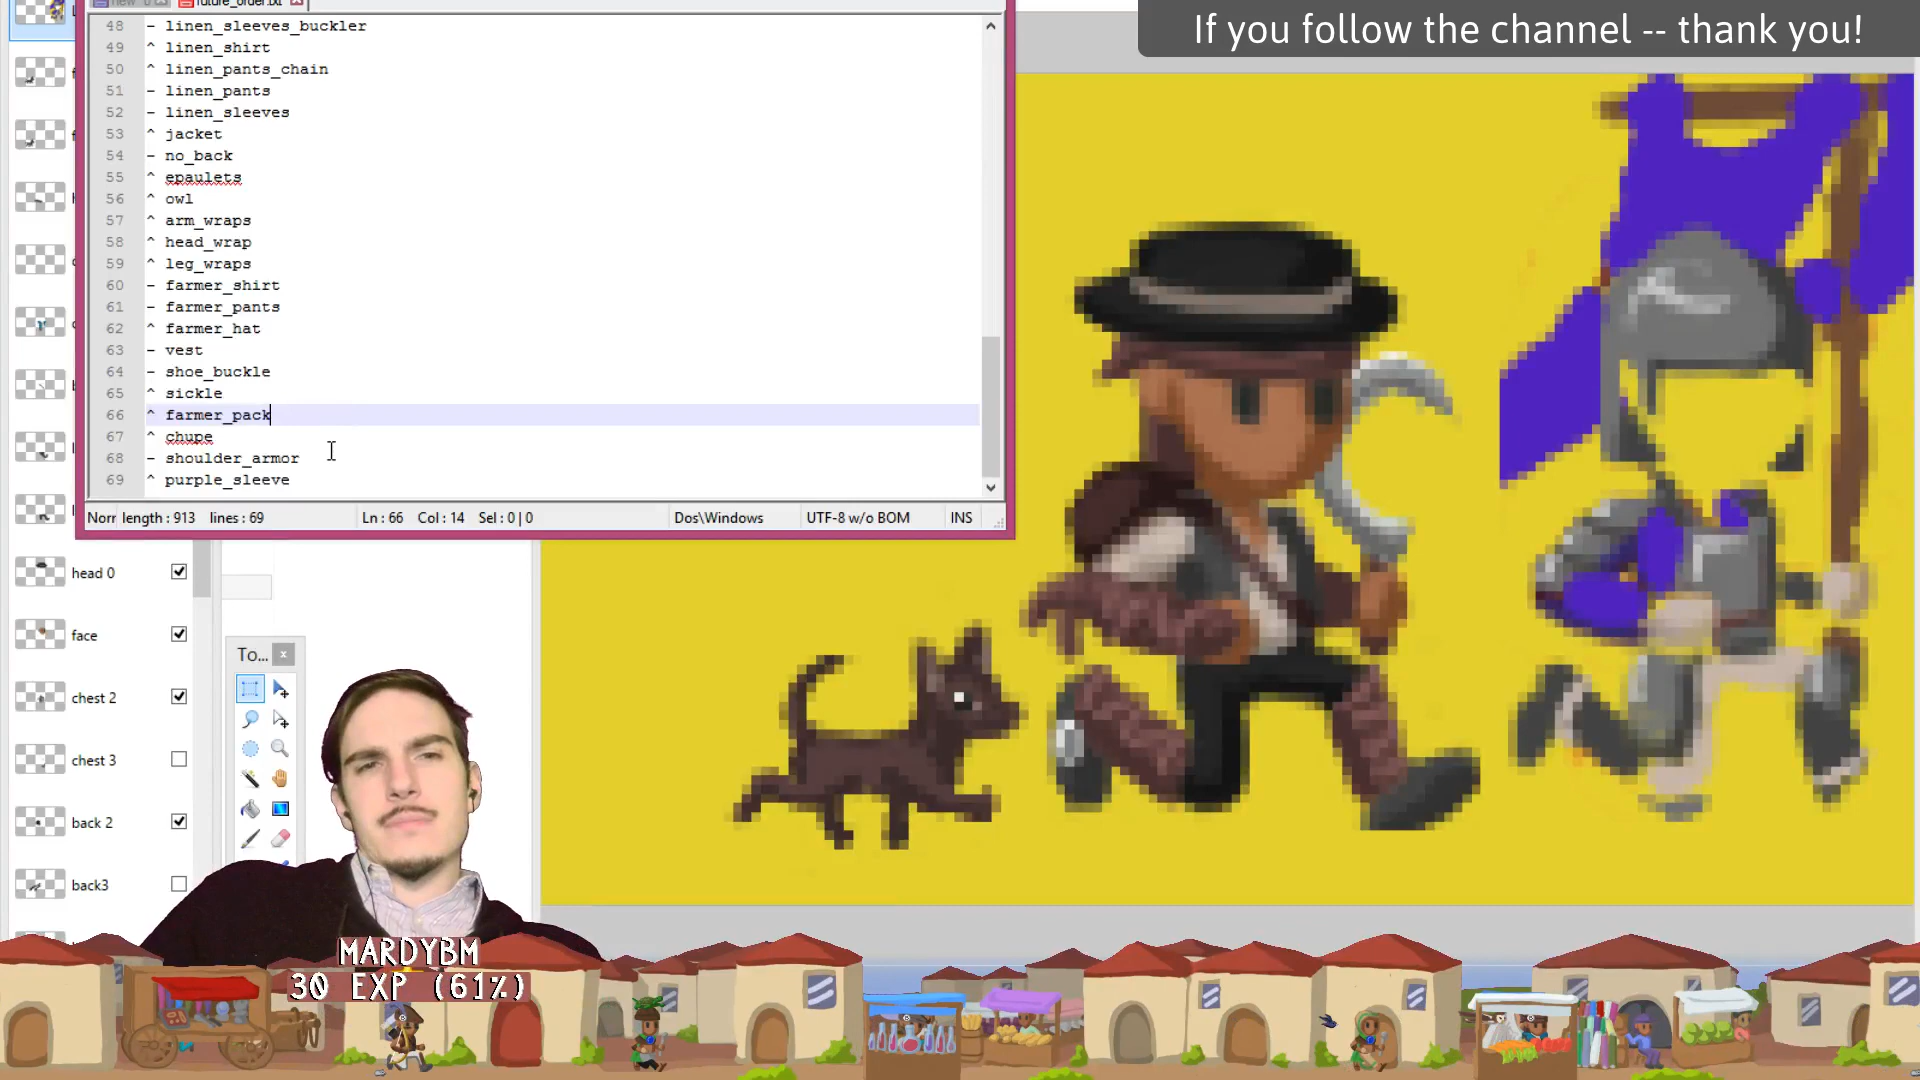 future_order.txt
If you follow the channel -- thank you!
48 - linen_sleeves_buckler
49 ^ linen_shirt
50 ^ linen_pants_chain
51 - linen_pants
52 - linen_sleeves
53 ^ jacket
54 - no_back
55 ^ epaulets
56 ^ owl
57 ^ arm_wraps
58 ^ head_wrap
59 ^ leg_wraps
60 - farmer_shirt
61 - farmer_pants
62 ^ farmer_hat
63 - vest
64 - shoe_buckle
65 ^ sickle
66 ^ farmer_pack
67 ^ chupe
68 - shoulder_armor
69 ^ purple_sleeve
Norr length : 913 lines : 69 Ln : 66 Col : 14 Sel : 0 | 0 Dos\Windows UTF-8 w/o BOM INS
head 0
face
chest 2
chest 3
back 2
back3
To... x
MARDYBM
30 EXP (61%)